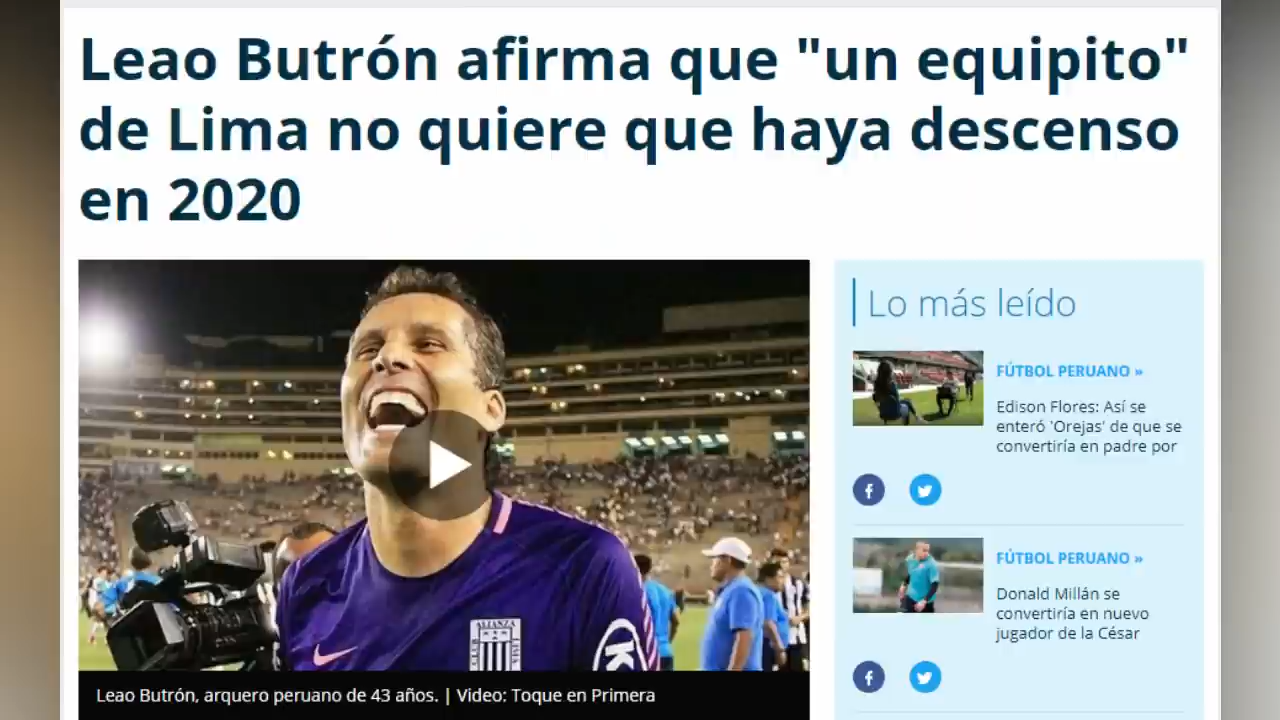 Leao Butrón afirma que "un equipito"
de Lima no quiere que haya descenso
en 2020
Lo más leído
FÚTBOL PERUANO »
Edison Flores: Así se
enteró 'Orejas' de que se
convertiría en padre por
FÚTBOL PERUANO »
Donald Millán se
convertiría en nuevo
jugador de la César
ALIANZA
K
Leao Butrón, arquero peruano de 43 años. | Video: Toque en Primera